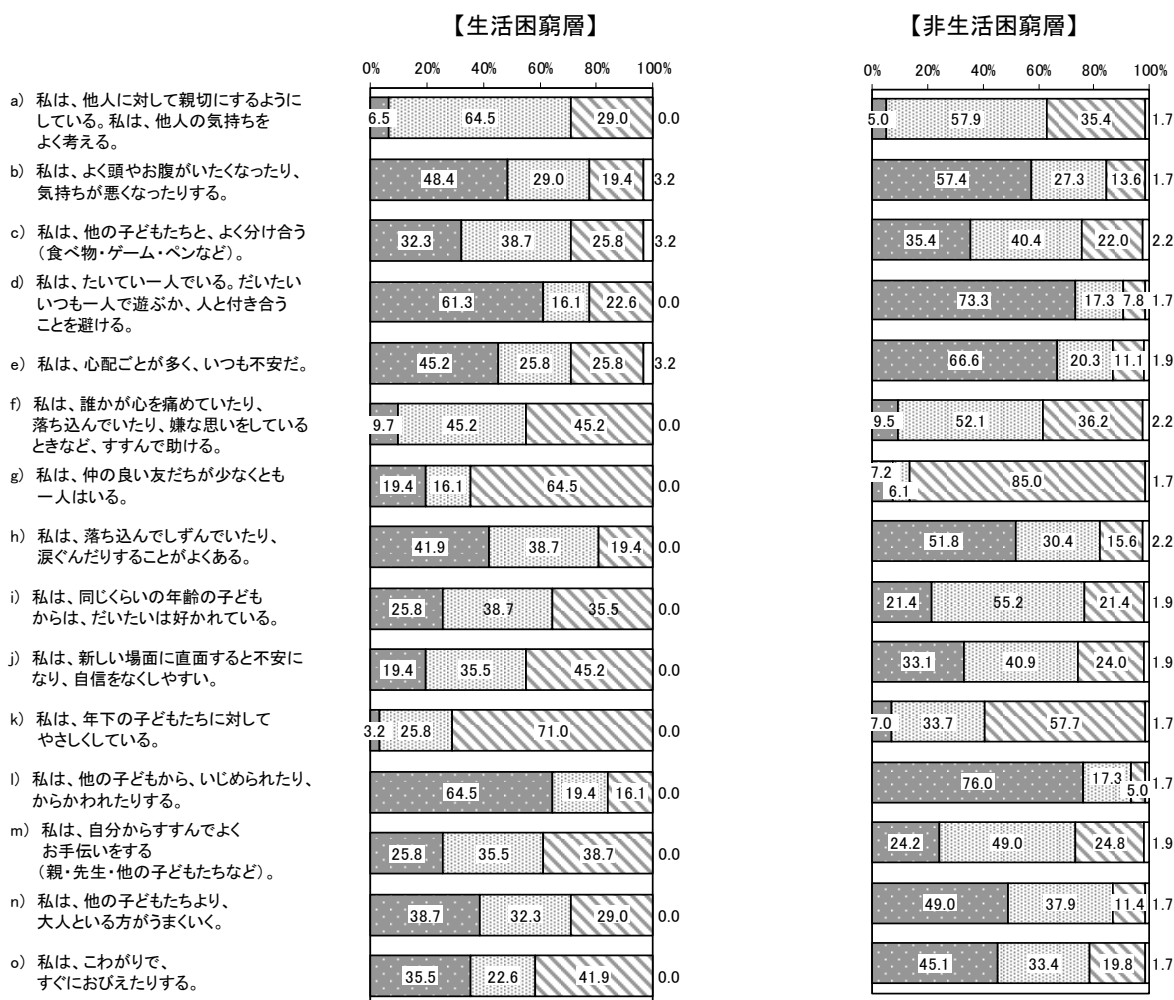 【生活困窮層】 【非生活困窮層】
0% 20% 40% 60% 80% 100% 0% 20% 40% 60% 80% 100%
a) 私は、他人に対して親切にするように
している。私は、他人の気持ちを
よく考える。
6.5 64.5 29.0 0.0 5.0 57.9 35.4 1.7
b) 私は、よく頭やお腹がいたくなったり、
気持ちが悪くなったりする。
48.4 29.0 19.4 3.2 57.4 27.3 13.6 1.7
c) 私は、他の子どもたちと、よく分け合う
(食べ物・ゲーム・ペンなど)。
32.3 38.7 25.8 3.2 35.4 40.4 22.0 2.2
d) 私は、たいてい一人でいる。だいたい
いつも一人で遊ぶか、人と付き合う
ことを避ける。
61.3 16.1 22.6 0.0 73.3 17.3 7.8 1.7
e) 私は、心配ごとが多く、いつも不安だ。
45.2 25.8 25.8 3.2 66.6 20.3 11.1 1.9
f) 私は、誰かが心を痛めていたり、
落ち込んでいたり、嫌な思いをしている
ときなど、すすんで助ける。
9.7 45.2 45.2 0.0 9.5 52.1 36.2 2.2
g) 私は、仲の良い友だちが少なくとも
一人はいる。
19.4 16.1 64.5 0.0 7.2 6.1 85.0 1.7
h) 私は、落ち込んでしずんでいたり、
涙ぐんだりすることがよくある。
41.9 38.7 19.4 0.0 51.8 30.4 15.6 2.2
i) 私は、同じくらいの年齢の子ども
からは、だいたいは好かれている。
25.8 38.7 35.5 0.0 21.4 55.2 21.4 1.9
j) 私は、新しい場面に直面すると不安に
なり、自信をなくしやすい。
19.4 35.5 45.2 0.0 33.1 40.9 24.0 1.9
k) 私は、年下の子どもたちに対して
やさしくしている。
3.2 25.8 71.0 0.0 7.0 33.7 57.7 1.7
l) 私は、他の子どもから、いじめられたり、
からかわれたりする。
64.5 19.4 16.1 0.0 76.0 17.3 5.0 1.7
m) 私は、自分からすすんでよく
お手伝いをする
(親・先生・他の子どもたちなど)。
25.8 35.5 38.7 0.0 24.2 49.0 24.8 1.9
n) 私は、他の子どもたちより、
大人といる方がうまくいく。
38.7 32.3 29.0 0.0 49.0 37.9 11.4 1.7
o) 私は、こわがりで、
すぐにおびえたりする。
35.5 22.6 41.9 0.0 45.1 33.4 19.8 1.7